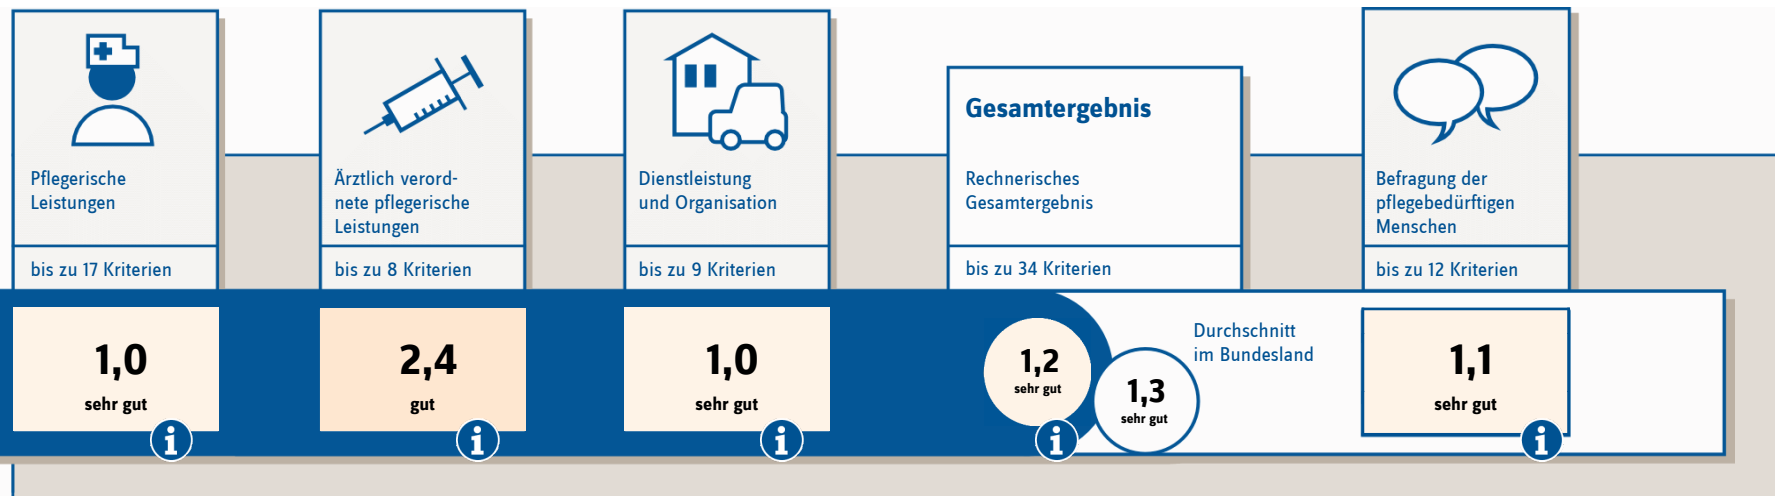 Pflegerische
Leistungen
bis zu 17 Kriterien
1,0
sehr gut
i
Ärztlich verord-
nete pflegerische
Leistungen
bis zu 8 Kriterien
2,4
gut
i
Dienstleistung
und Organisation
bis zu 9 Kriterien
1,0
sehr gut
i
Gesamtergebnis
Rechnerisches
Gesamtergebnis
bis zu 34 Kriterien
1,2
sehr gut
i
1,3
sehr gut
Durchschnitt
im Bundesland
Befragung der
pflegebedürftigen
Menschen
bis zu 12 Kriterien
1,1
sehr gut
i